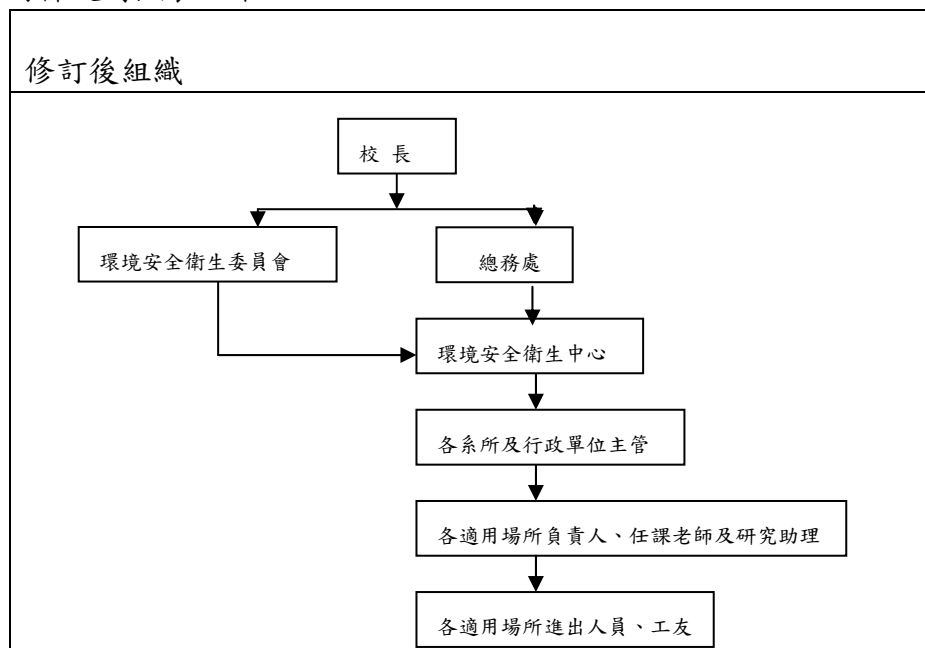 修訂後組織
校 長
環境安全衛生委員會
總務處
環境安全衛生中心
各系所及行政單位主管
各適用場所負責人、任課老師及研究助理
各適用場所進出人員、工友